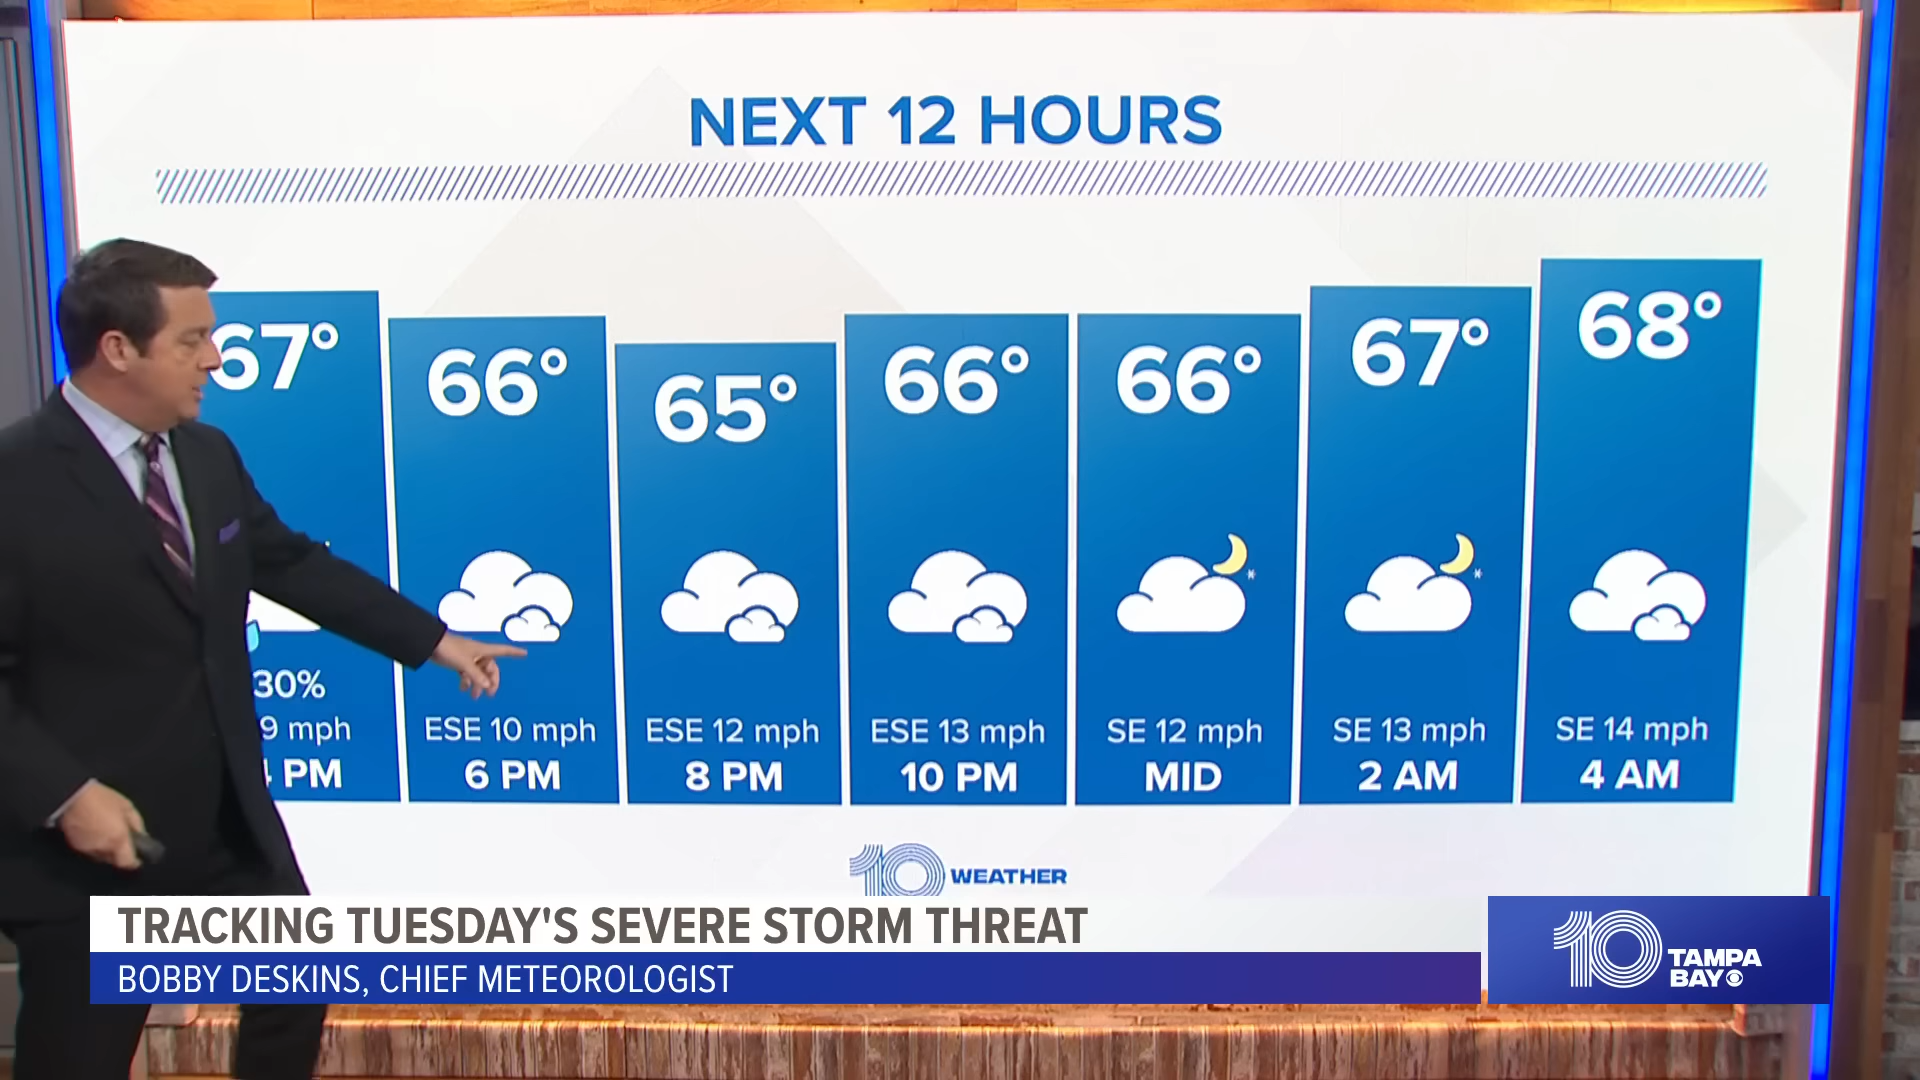 NEXT 12 HOURS
67° 66° 65° 66° 66° 67° 68°
30%
9 mph ESE 10 mph ESE 12 mph ESE 13 mph SE 12 mph SE 13 mph SE 14 mph
PM 6 PM 8 PM 10 PM MID 2 AM 4 AM
10 WEATHER
TRACKING TUESDAY'S SEVERE STORM THREAT
BOBBY DESKINS, CHIEF METEOROLOGIST
10 TAMPA
BAY